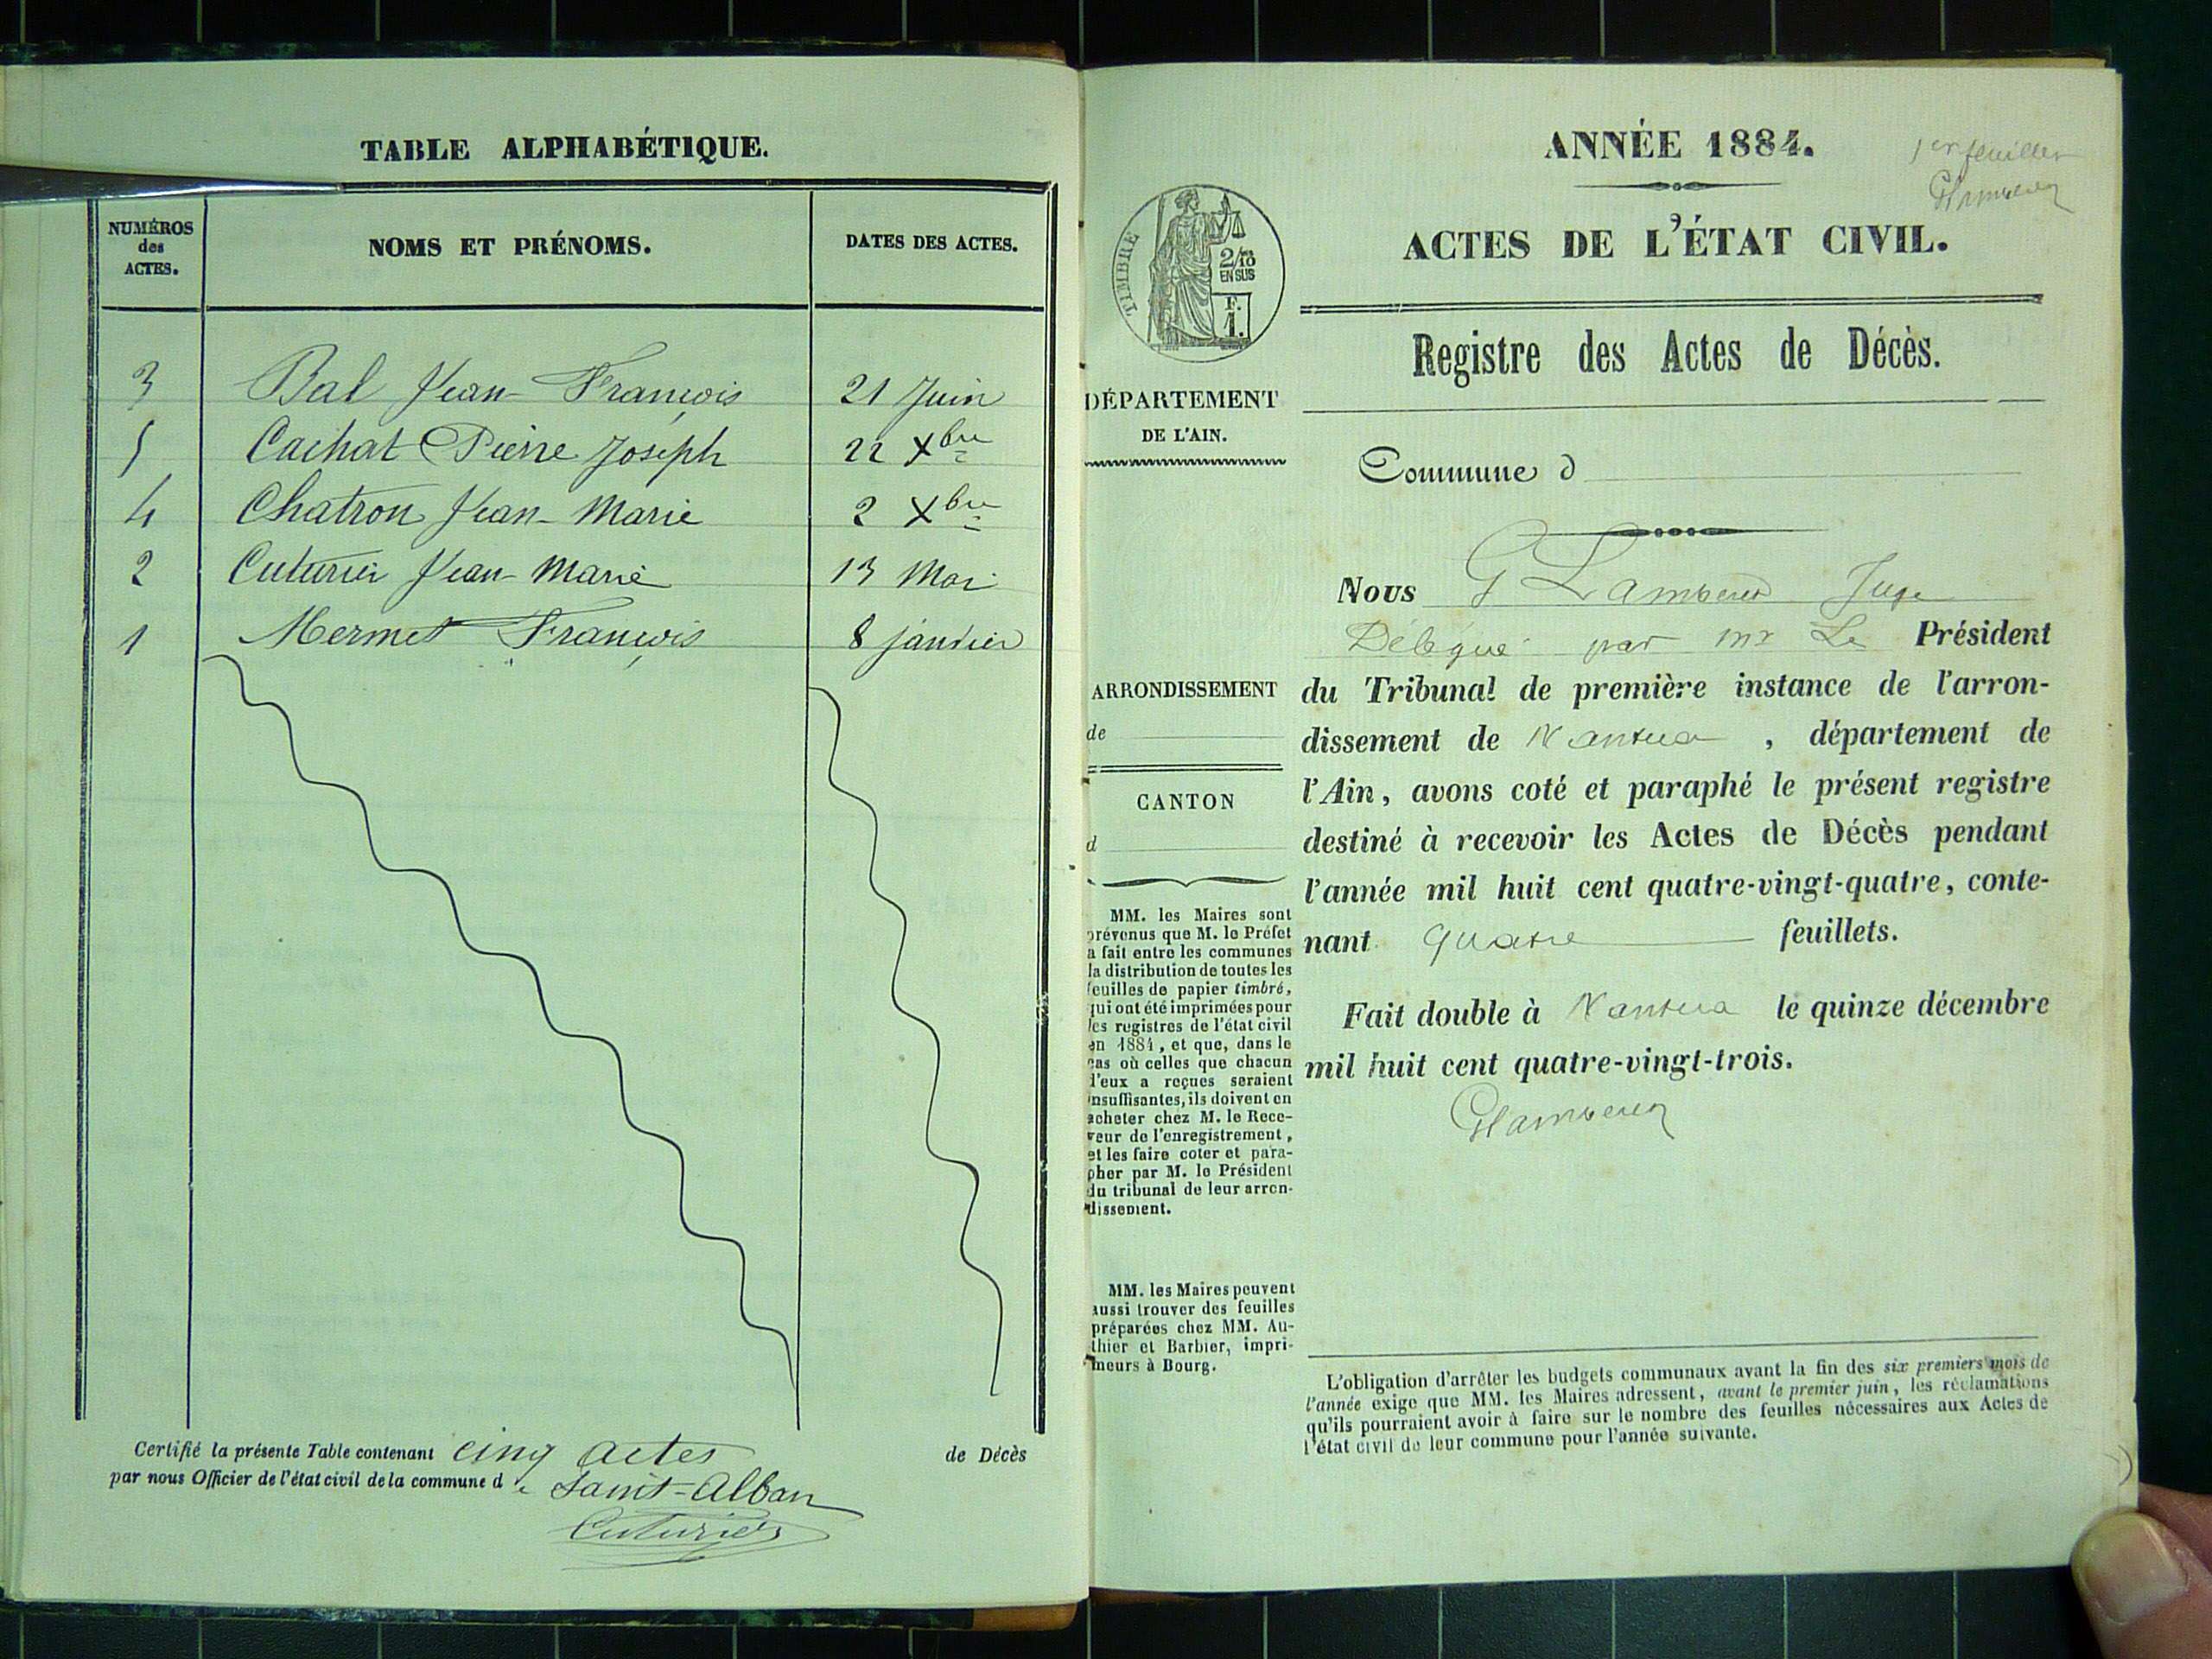 TABLE ALPHABÉTIQUE.
NUMÉROS
des
ACTES.
NOMS ET PRÉNOMS.
DATES DES ACTES.
3 Bal Jean-François 21 Juin
5 Cachat Pierre Joseph 22 Xbre
4 Chatron Jean-Marie 2 Xbre
2 Cuturier Jean-Marie 13 Mai
1 Mermet François 8 janvier
Certifié la présente Table contenant cinq actes de Décès
par nous Officier de l'état civil de la commune de Saint-Alban
Cuturier
ANNÉE 1884.
1er feuillet
ACTES DE L'ÉTAT CIVIL.
TIMBRE
2/10
EN SUS
F.
1.
Registre des Actes de Décès.
DÉPARTEMENT
DE L'AIN.
Commune d
ARRONDISSEMENT
de
CANTON
d
MM. les Maires sont
prévenus que M. le Préfet
a fait entre les communes
la distribution de toutes les
feuilles de papier timbré,
qui ont été imprimées pour
les registres de l'état civil
en 1884, et que, dans le
cas où celles que chacun
d'eux a reçues seraient
insuffisantes, ils doivent en
acheter chez M. le Rece-
veur de l'enregistrement,
et les faire coter et para-
pher par M. le Président
du tribunal de leur arron-
dissement.
MM. les Maires peuvent
aussi trouver des feuilles
préparées chez MM. Au-
thier et Barbier, impri-
meurs à Bourg.
Nous G Lambert Juge
Délégué par Mr Le Président
du Tribunal de première instance de l'arron-
dissement de Nantua, département de
l'Ain, avons coté et paraphé le présent registre
destiné à recevoir les Actes de Décès pendant
l'année mil huit cent quatre-vingt-quatre, conte-
nant quatre feuillets.
Fait double à Nantua le quinze décembre
mil huit cent quatre-vingt-trois.
L'obligation d'arrêter les budgets communaux avant la fin des six premiers mois de
l'année exige que MM. les Maires adressent, avant le premier juin, les réclamations
qu'ils pourraient avoir à faire sur le nombre des feuilles nécessaires aux Actes de
l'état civil de leur commune pour l'année suivante.